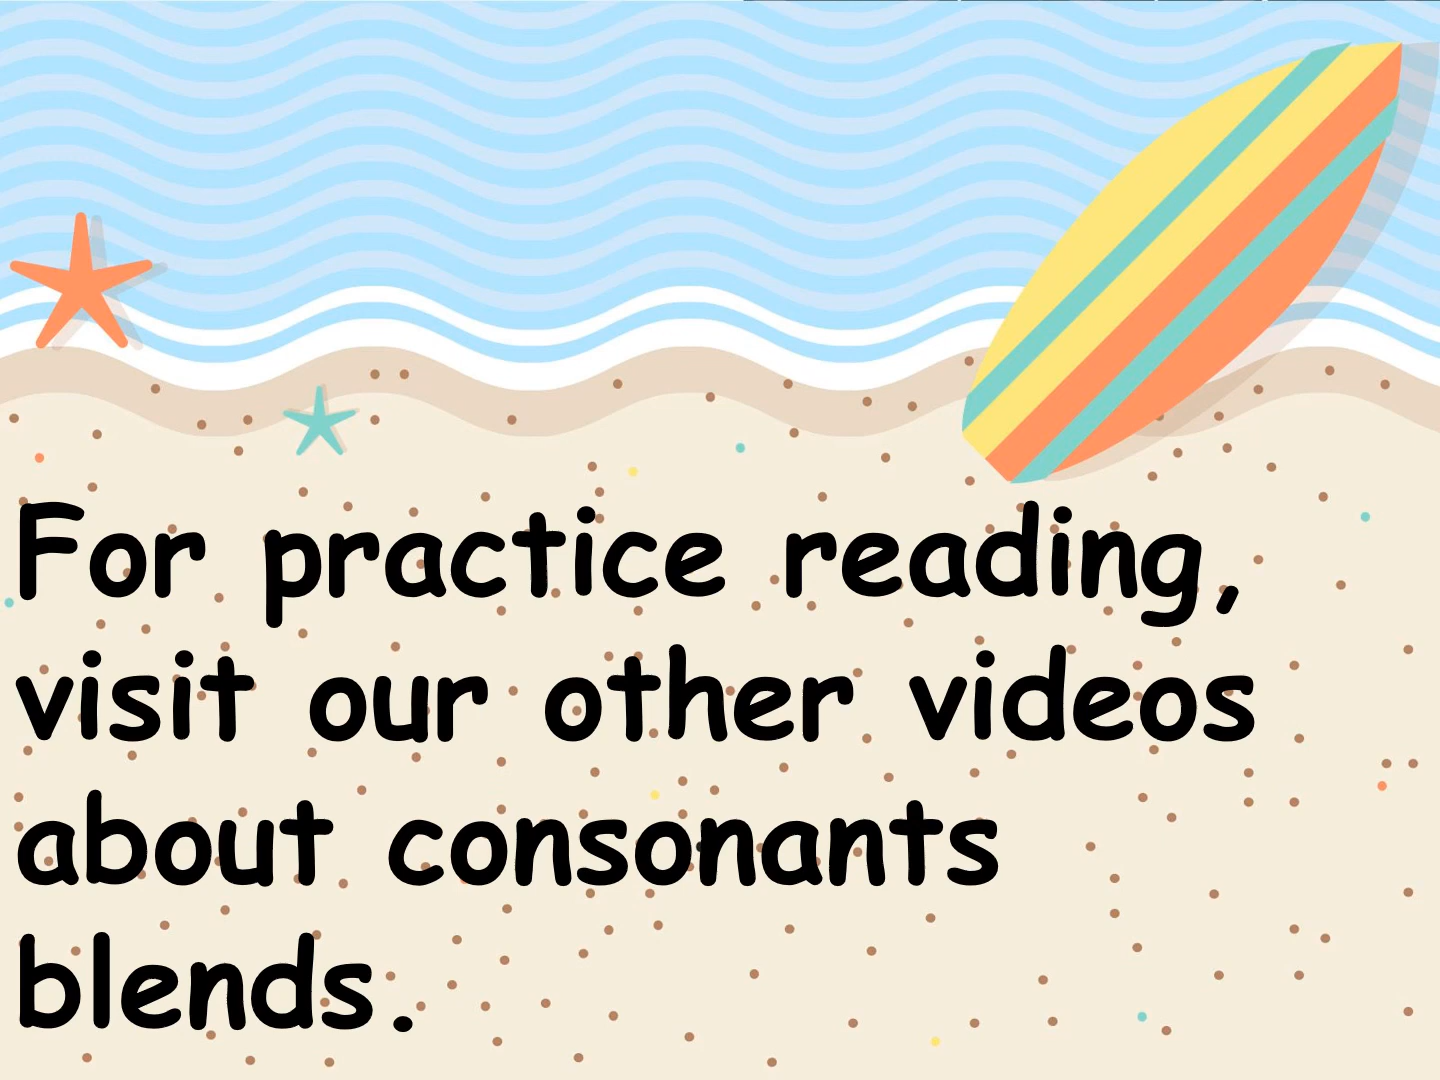 For practice reading,
visit our other videos
about consonants
blends.